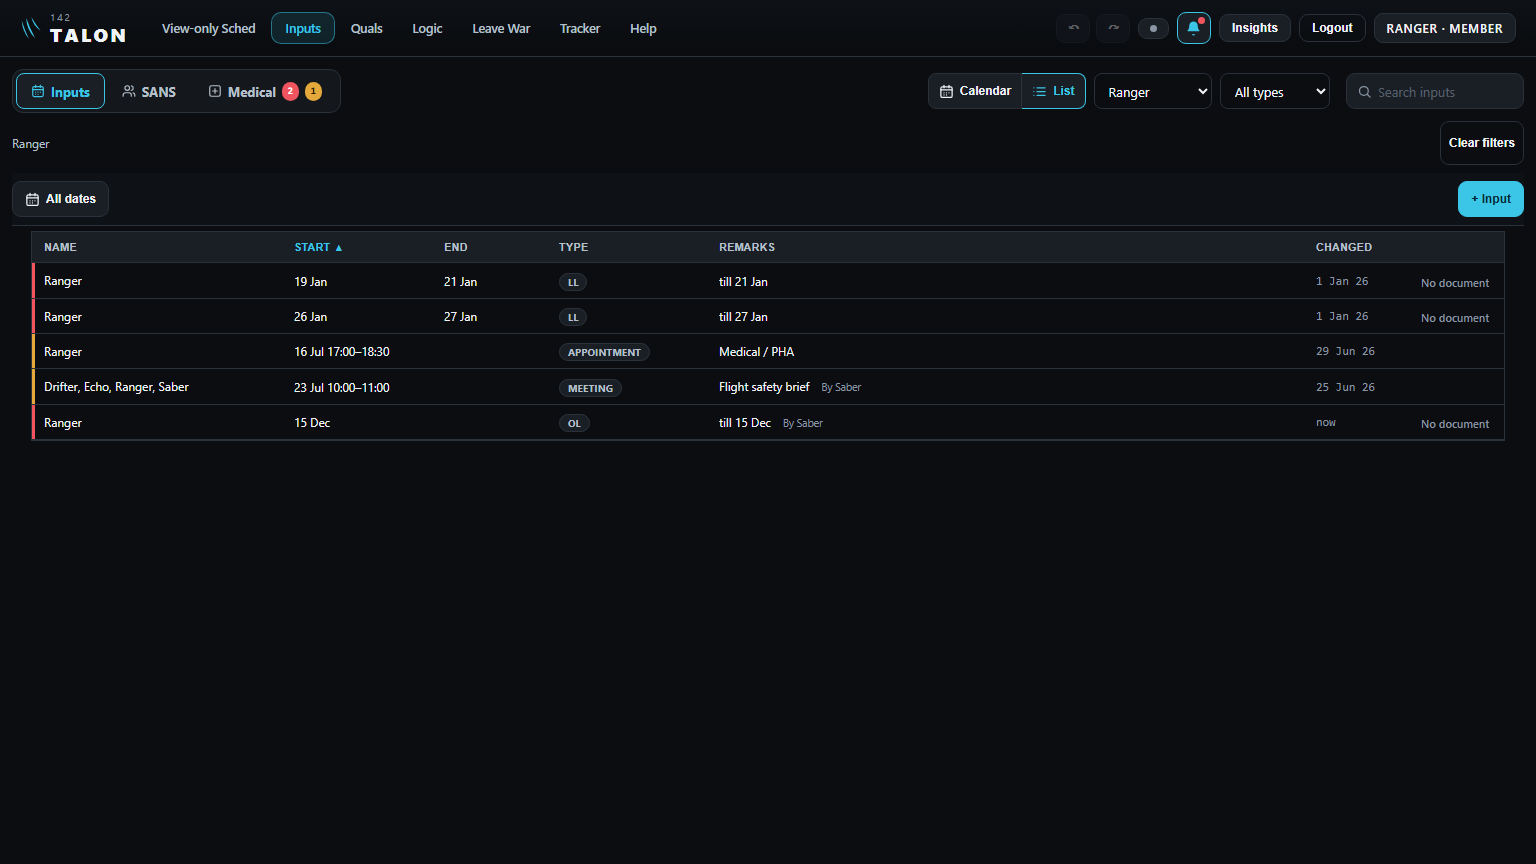 142
TALON
View-only Sched
Inputs
Quals
Logic
Leave War
Tracker
Help
Insights
Logout
RANGER · MEMBER
Inputs
SANS
Medical 2 1
Calendar
List
Ranger
All types
Search inputs
Ranger
Clear filters
All dates
+ Input
NAME START ▲ END TYPE REMARKS CHANGED
Ranger 19 Jan 21 Jan LL till 21 Jan 1 Jan 26 No document
Ranger 26 Jan 27 Jan LL till 27 Jan 1 Jan 26 No document
Ranger 16 Jul 17:00–18:30 APPOINTMENT Medical / PHA 29 Jun 26
Drifter, Echo, Ranger, Saber 23 Jul 10:00–11:00 MEETING Flight safety brief By Saber 25 Jun 26
Ranger 15 Dec OL till 15 Dec By Saber now No document